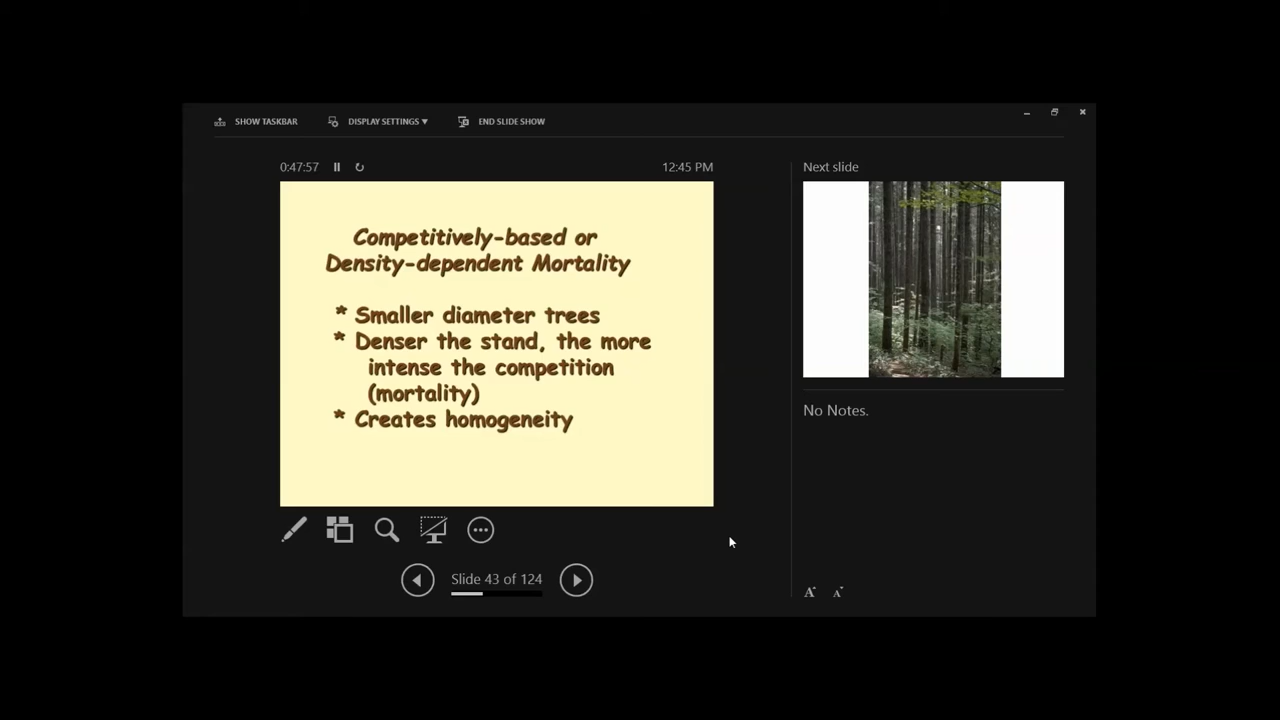 SHOW TASKBAR
DISPLAY SETTINGS ▼
END SLIDE SHOW
0:47:57
12:45 PM
Competitively-based or
Density-dependent Mortality
* Smaller diameter trees
* Denser the stand, the more
intense the competition
(mortality)
* Creates homogeneity
Slide 43 of 124
Next slide
No Notes.
A A